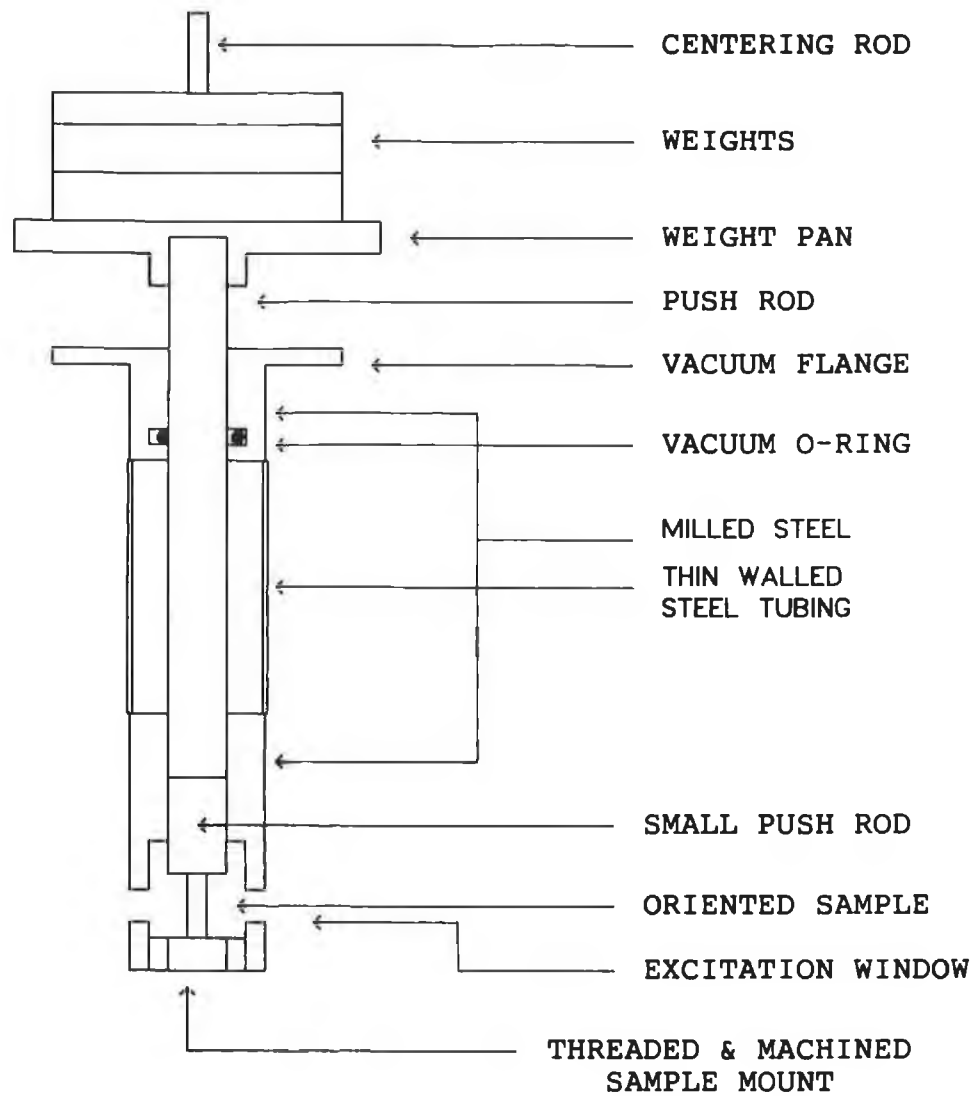 CENTERING ROD
WEIGHTS
WEIGHT PAN
PUSH ROD
VACUUM FLANGE
VACUUM O-RING
MILLED STEEL
THIN WALLED
STEEL TUBING
SMALL PUSH ROD
ORIENTED SAMPLE
EXCITATION WINDOW
THREADED & MACHINED
SAMPLE MOUNT